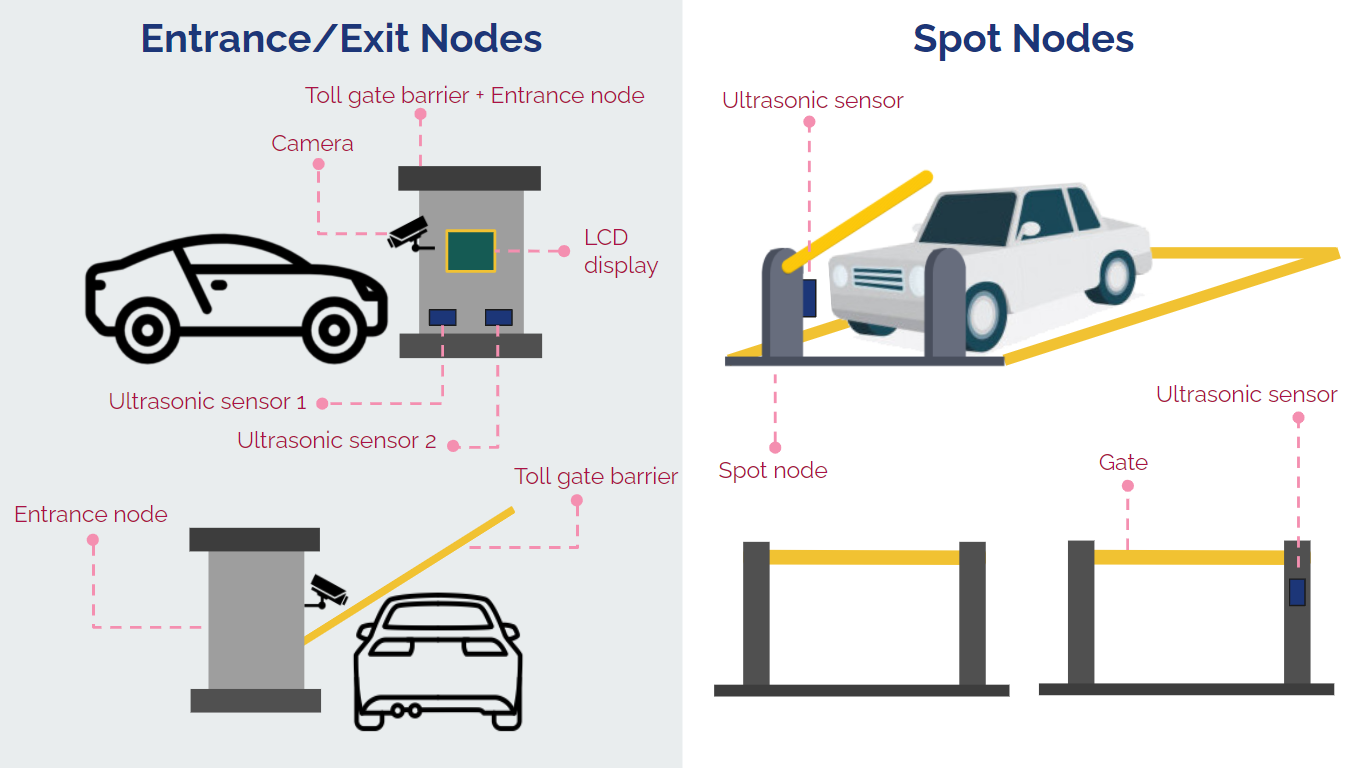 Entrance/Exit Nodes
Toll gate barrier + Entrance node
Camera
LCD
display
Ultrasonic sensor 1
Ultrasonic sensor 2
Toll gate barrier
Entrance node
Spot Nodes
Ultrasonic sensor
Spot node
Ultrasonic sensor
Gate